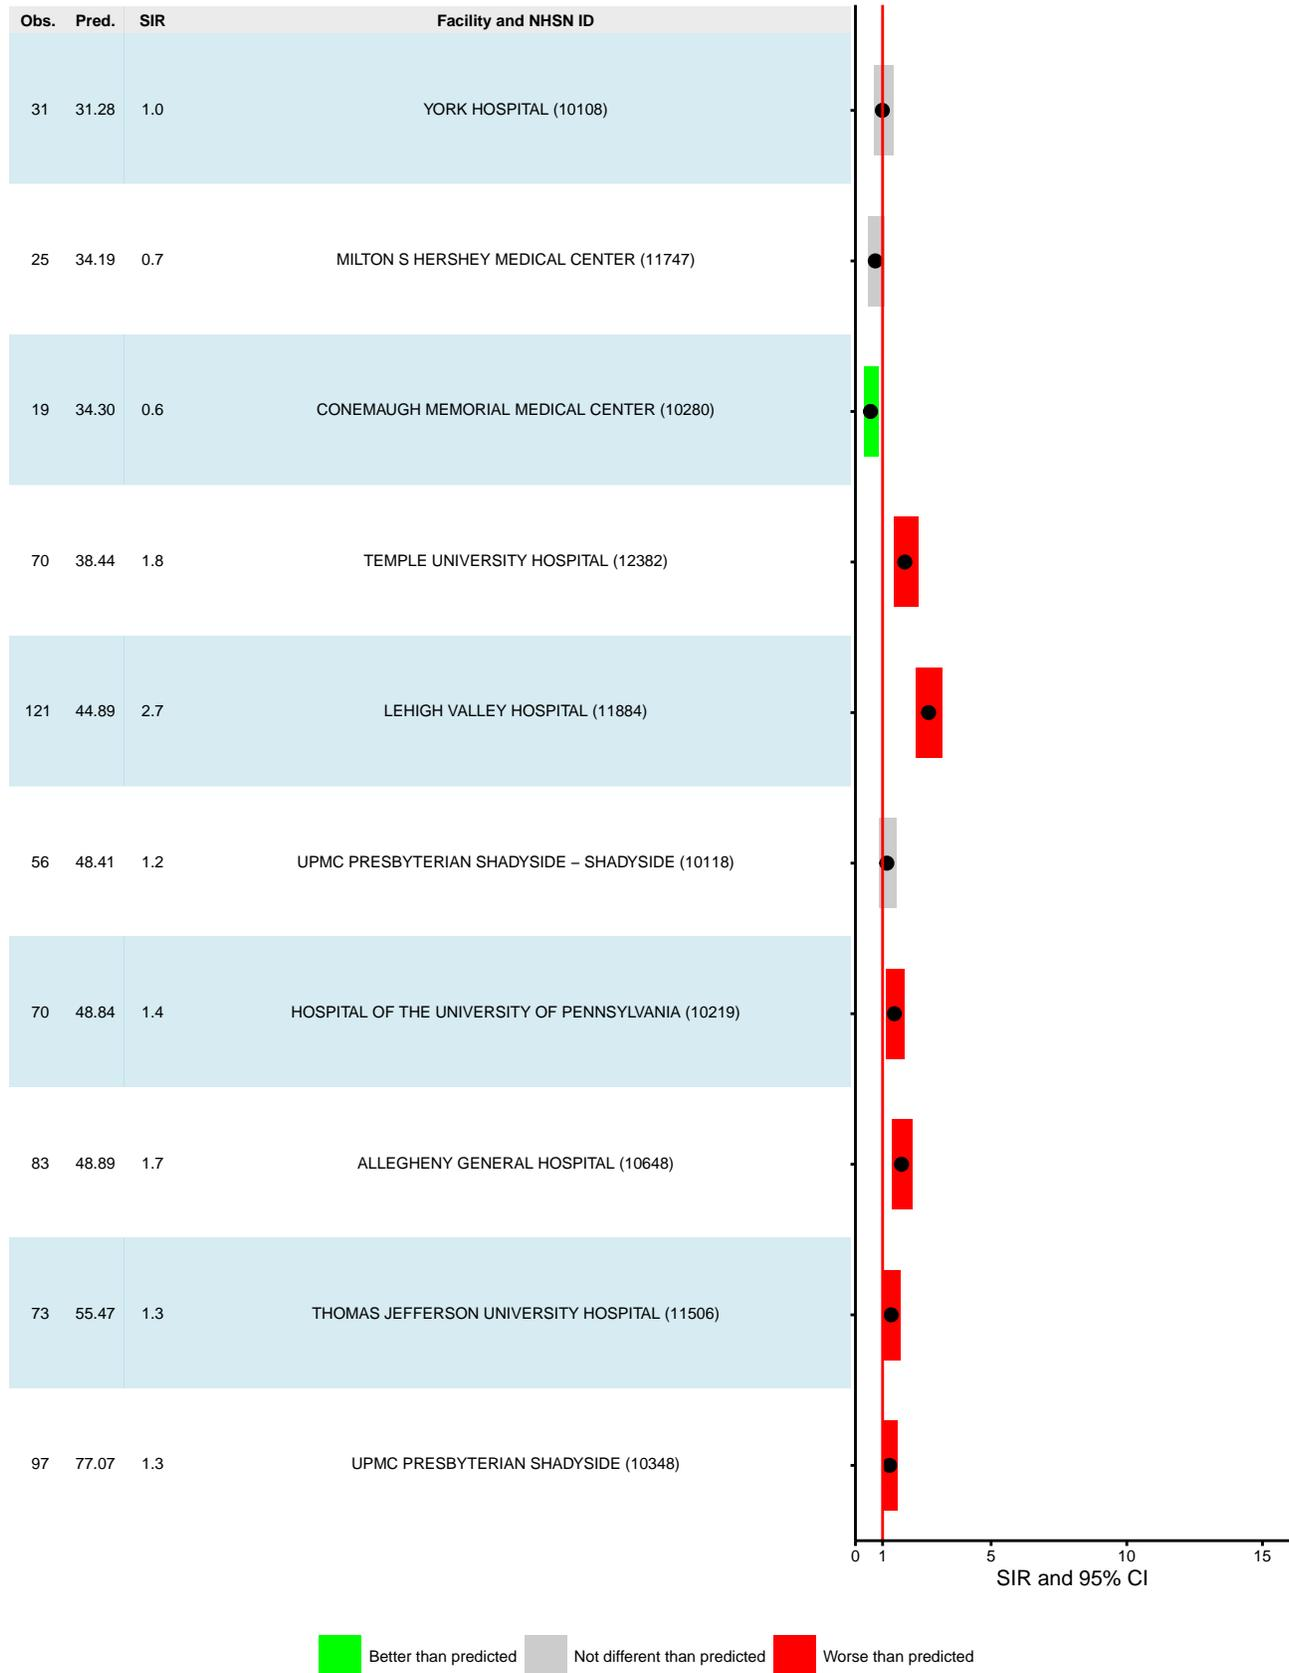 Obs. Pred. SIR Facility and NHSN ID
31 31.28 1.0 YORK HOSPITAL (10108)
25 34.19 0.7 MILTON S HERSHEY MEDICAL CENTER (11747)
19 34.30 0.6 CONEMAUGH MEMORIAL MEDICAL CENTER (10280)
70 38.44 1.8 TEMPLE UNIVERSITY HOSPITAL (12382)
121 44.89 2.7 LEHIGH VALLEY HOSPITAL (11884)
56 48.41 1.2 UPMC PRESBYTERIAN SHADYSIDE − SHADYSIDE (10118)
70 48.84 1.4 HOSPITAL OF THE UNIVERSITY OF PENNSYLVANIA (10219)
83 48.89 1.7 ALLEGHENY GENERAL HOSPITAL (10648)
73 55.47 1.3 THOMAS JEFFERSON UNIVERSITY HOSPITAL (11506)
97 77.07 1.3 UPMC PRESBYTERIAN SHADYSIDE (10348)
0 1 5 10 15
SIR and 95% CI
Better than predicted Not different than predicted Worse than predicted